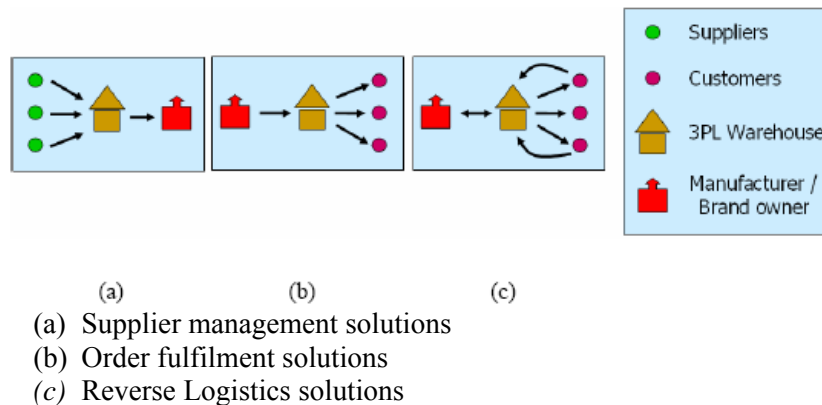 Suppliers
Customers
3PL Warehouse
Manufacturer /
Brand owner
(a) (b) (c)
(a) Supplier management solutions
(b) Order fulfilment solutions
(c) Reverse Logistics solutions